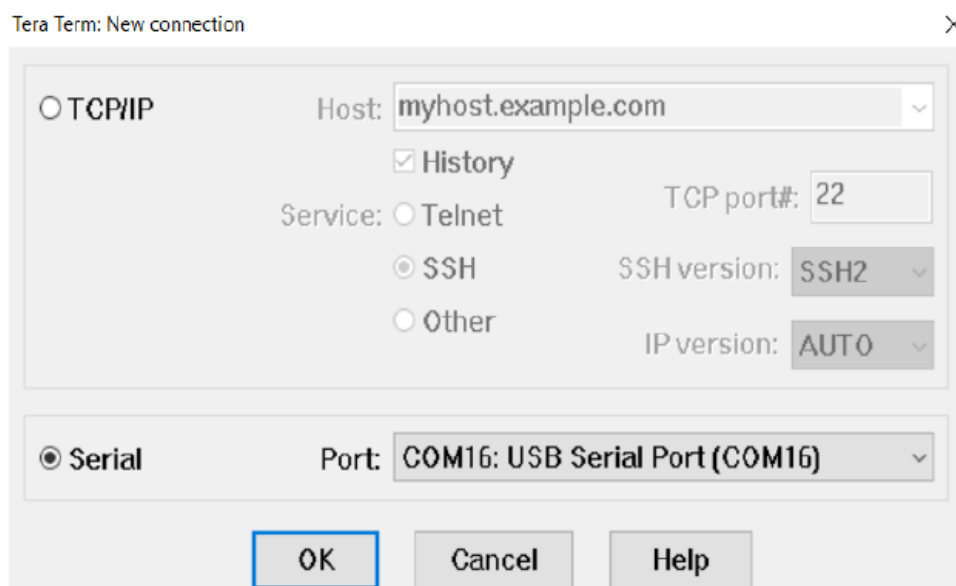 Tera Term: New connection
TCP/IP Host: myhost.example.com
History
TCP port#: 22
Service: Telnet
SSH SSH version: SSH2
Other
IP version: AUTO
Serial Port: COM16: USB Serial Port (COM16)
OK Cancel Help